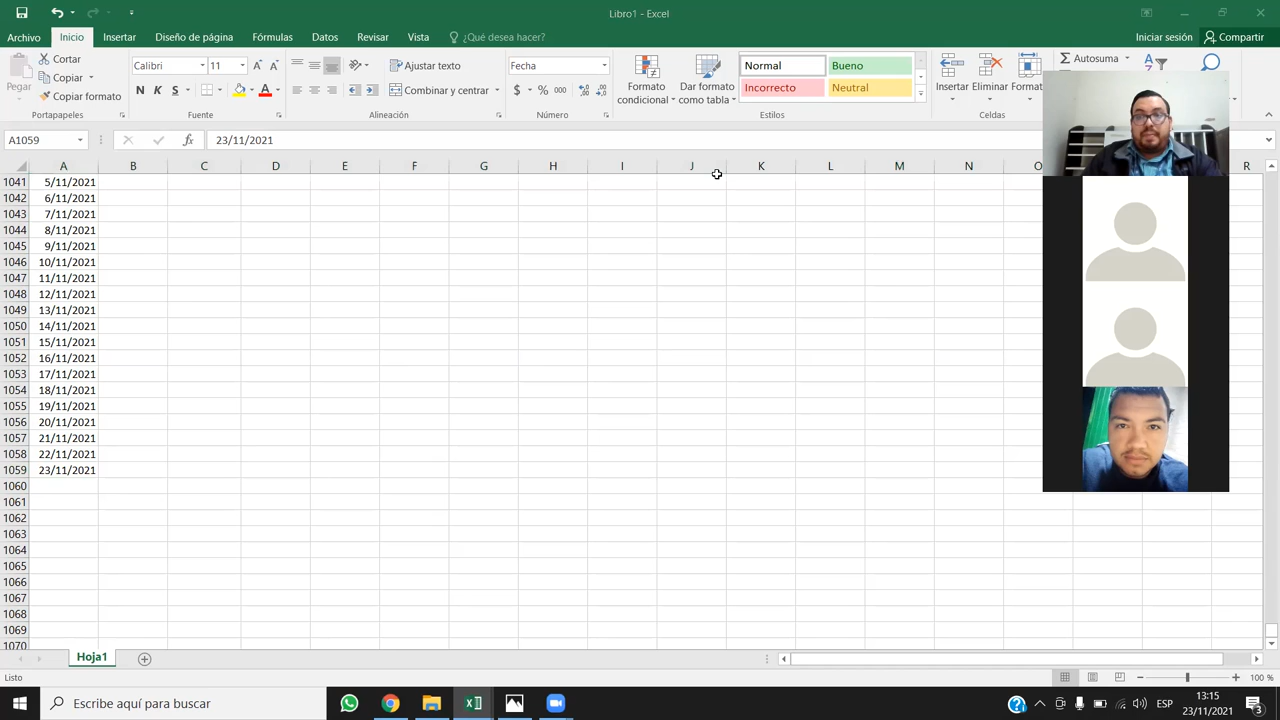 Libro1 - Excel
Archivo Inicio Insertar Diseño de página Fórmulas Datos Revisar Vista ¿Qué desea hacer? Iniciar sesión Compartir
Pegar
Cortar
Copiar
Copiar formato
Portapapeles
Calibri 11
N K S
Fuente
Ajustar texto
Combinar y centrar
Alineación
Fecha
$ % 000
Número
Formato condicional
Dar formato como tabla
Normal Bueno
Incorrecto Neutral
Estilos
Insertar Eliminar Format
Celdas
Autosuma
A1059 fx 23/11/2021
A B C D E F G H I J K L M N O R
1041 5/11/2021
1042 6/11/2021
1043 7/11/2021
1044 8/11/2021
1045 9/11/2021
1046 10/11/2021
1047 11/11/2021
1048 12/11/2021
1049 13/11/2021
1050 14/11/2021
1051 15/11/2021
1052 16/11/2021
1053 17/11/2021
1054 18/11/2021
1055 19/11/2021
1056 20/11/2021
1057 21/11/2021
1058 22/11/2021
1059 23/11/2021
1060
1061
1062
1063
1064
1065
1066
1067
1068
1069
1070
Hoja1
Listo 100 %
Escribe aquí para buscar
ESP
13:15
23/11/2021
3